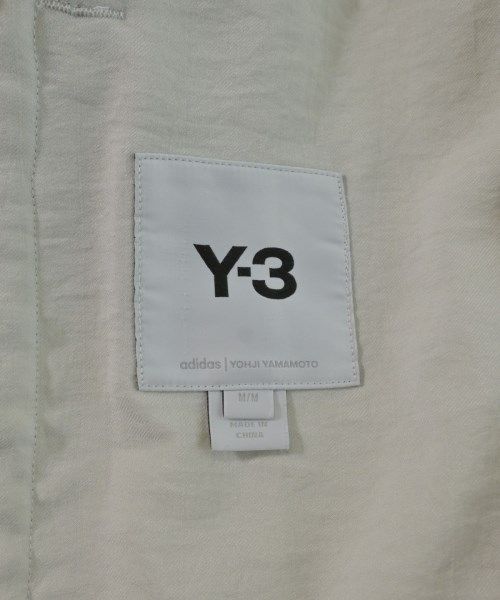 Y-3
adidas | YOHJI YAMAMOTO
M/M
MADE IN
CHINA